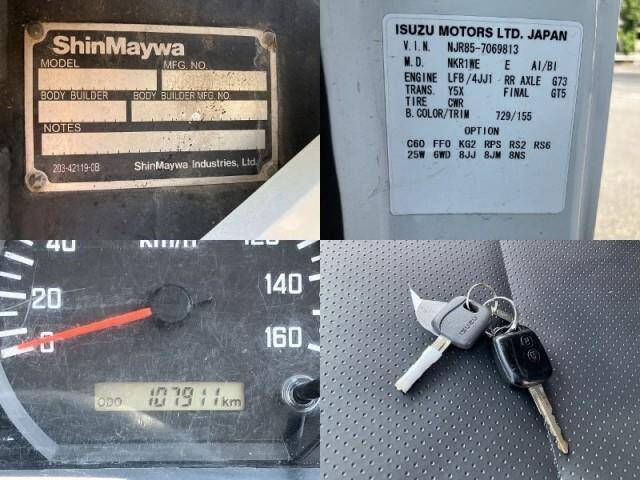 ShinMaywa
MODEL MFG. NO.
BODY BUILDER BODY BUILDER MFG. NO.
NOTES
203-42119-0B ShinMaywa Industries, Ltd.
ISUZU MOTORS LTD. JAPAN
V.I.N. NJR85-7069813
M.D. NKR1WE E AI/BI
ENGINE LFB/4JJ1 RR AXLE G73
TRANS. Y5X FINAL GT5
TIRE CWR
B.COLOR/TRIM 729/155
OPTION
C60 FF0 KG2 RPS RS2 RS6
25W 6WD 8JJ 8JM 8NS
40 km/h 120
20 140
0 160
ODO 107911 km
ISUZU